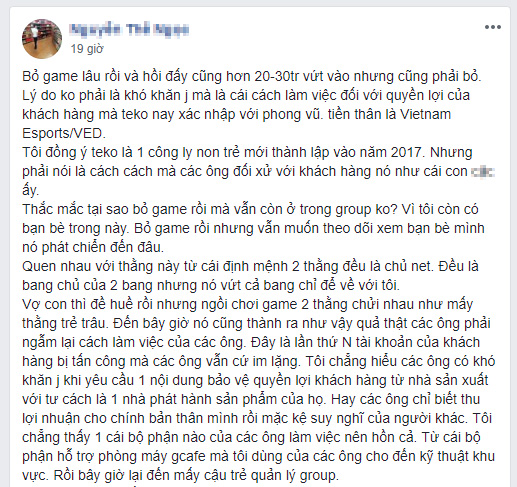 19 giờ
Bỏ game lâu rồi và hồi đấy cũng hơn 20-30tr vứt vào nhưng cũng phải bỏ.
Lý do ko phải là khó khăn j mà là cái cách làm việc đối với quyền lợi của
khách hàng mà teko nay xác nhập với phong vũ. tiền thân là Vietnam
Esports/VED.
Tôi đồng ý teko là 1 công ly non trẻ mới thành lập vào năm 2017. Nhưng
phải nói là cách cách mà các ông đối xử với khách hàng nó như cái con
ấy.
Thắc mắc tại sao bỏ game rồi mà vẫn còn ở trong group ko? Vì tôi còn có
bạn bè trong này. Bỏ game rồi nhưng vẫn muốn theo dõi xem bạn bè mình
nó phát chiển đến đâu.
Quen nhau với thằng này từ cái định mệnh 2 thằng đều là chủ net. Đều là
bang chủ của 2 bang nhưng nó vứt cả bang chỉ để về với tôi.
Vợ con thì đề huề rồi nhưng ngồi chơi game 2 thằng chửi nhau như mấy
thằng trẻ trâu. Đến bây giờ nó cũng thành ra như vậy quả thật các ông phải
ngẫm lại cách làm việc của các ông. Đây là lần thứ N tài khoản của khách
hàng bị tấn công mà các ông vẫn cứ im lặng. Tôi chẳng hiểu các ông có khó
khăn j khi yêu cầu 1 nội dung bảo vệ quyền lợi khách hàng từ nhà sản xuất
với tư cách là 1 nhà phát hành sản phẩm của họ. Hay các ông chỉ biết thu
lợi nhuận cho chính bản thân mình rồi mặc kệ suy nghĩ của người khác. Tôi
chẳng thấy 1 cái bộ phận nào của các ông làm việc nên hồn cả. Từ cái bộ
phận hỗ trợ phòng máy gcafe mà tôi dùng của các ông cho đến kỹ thuật khu
vực. Rồi bây giờ lại đến mấy cậu trẻ quản lý group.